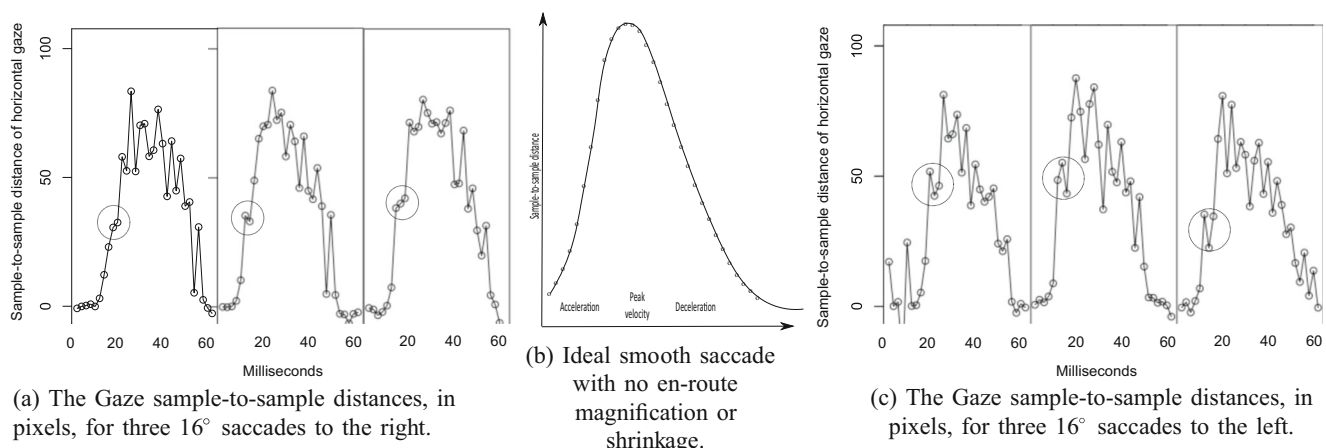 Sample-to-sample distance of horizontal gaze
100
50
0
0 20 40 60 20 40 60 20 40 60
Milliseconds
(a) The Gaze sample-to-sample distances, in
pixels, for three 16° saccades to the right.
Sample-to-sample distance
Acceleration Peak velocity Deceleration
(b) Ideal smooth saccade
with no en-route
magnification or
shrinkage.
Sample-to-sample distance of horizontal gaze
100
50
0
0 20 40 60 20 40 60 20 40 60
Milliseconds
(c) The Gaze sample-to-sample distances, in
pixels, for three 16° saccades to the left.